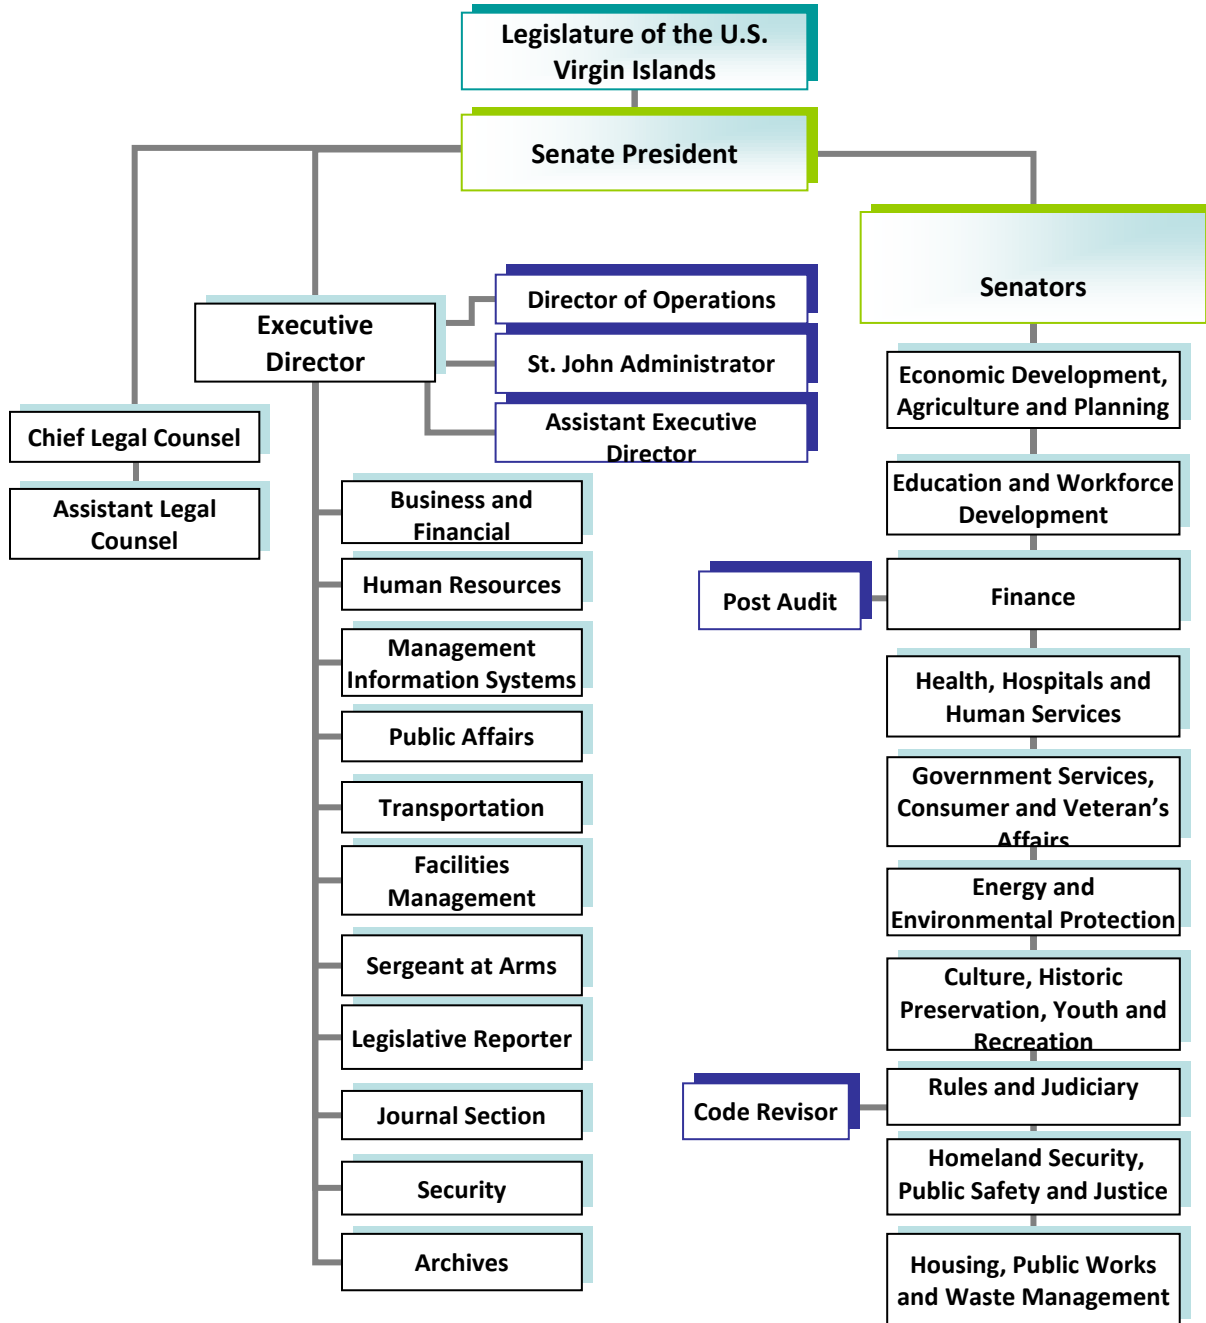 Legislature of the U.S.
Virgin Islands
Senate President
Senators
Director of Operations
Executive
Director
St. John Administrator
Assistant Executive
Director
Chief Legal Counsel
Assistant Legal
Counsel
Business and
Financial
Human Resources
Management
Information Systems
Public Affairs
Transportation
Facilities
Management
Sergeant at Arms
Legislative Reporter
Journal Section
Security
Archives
Economic Development,
Agriculture and Planning
Education and Workforce
Development
Post Audit
Finance
Health, Hospitals and
Human Services
Government Services,
Consumer and Veteran’s
Affairs
Energy and
Environmental Protection
Culture, Historic
Preservation, Youth and
Recreation
Code Revisor
Rules and Judiciary
Homeland Security,
Public Safety and Justice
Housing, Public Works
and Waste Management